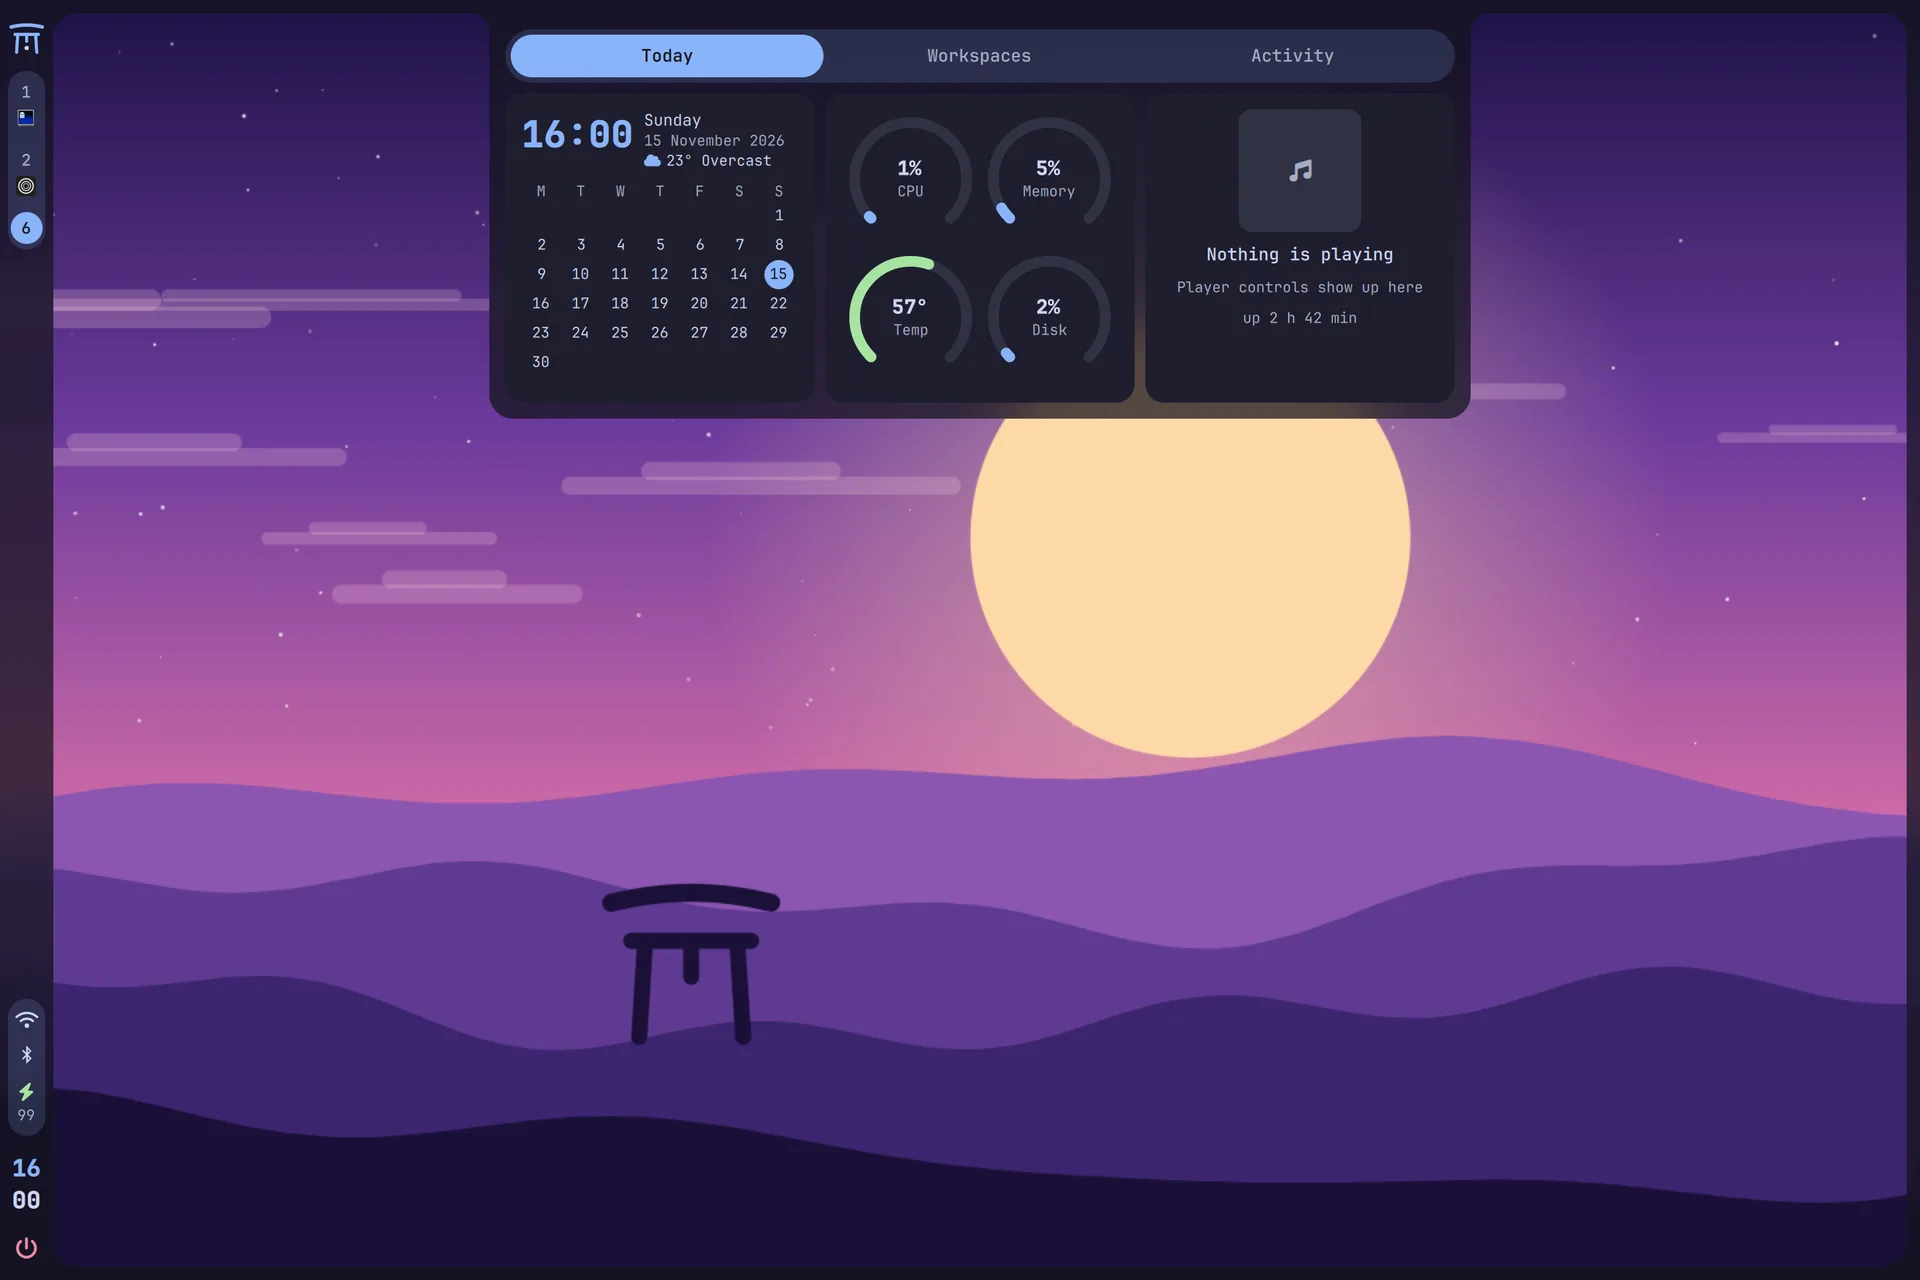 Today Workspaces Activity
1
2
6
16:00
Sunday
15 November 2026
23° Overcast
M T W T F S S
1
2 3 4 5 6 7 8
9 10 11 12 13 14 15
16 17 18 19 20 21 22
23 24 25 26 27 28 29
30
1%
CPU
5%
Memory
57°
Temp
2%
Disk
Nothing is playing
Player controls show up here
up 2 h 42 min
99
16
00